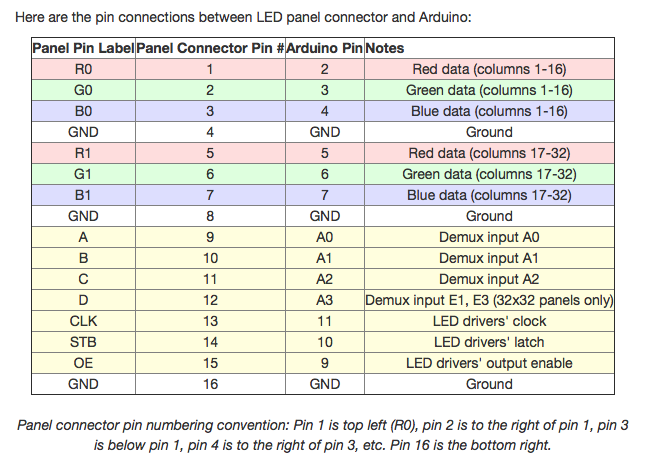 Here are the pin connections between LED panel connector and Arduino:
Panel Pin Label Panel Connector Pin # Arduino Pin Notes
R0 1 2 Red data (columns 1-16)
G0 2 3 Green data (columns 1-16)
B0 3 4 Blue data (columns 1-16)
GND 4 GND Ground
R1 5 5 Red data (columns 17-32)
G1 6 6 Green data (columns 17-32)
B1 7 7 Blue data (columns 17-32)
GND 8 GND Ground
A 9 A0 Demux input A0
B 10 A1 Demux input A1
C 11 A2 Demux input A2
D 12 A3 Demux input E1, E3 (32x32 panels only)
CLK 13 11 LED drivers' clock
STB 14 10 LED drivers' latch
OE 15 9 LED drivers' output enable
GND 16 GND Ground
Panel connector pin numbering convention: Pin 1 is top left (R0), pin 2 is to the right of pin 1, pin 3
is below pin 1, pin 4 is to the right of pin 3, etc. Pin 16 is the bottom right.